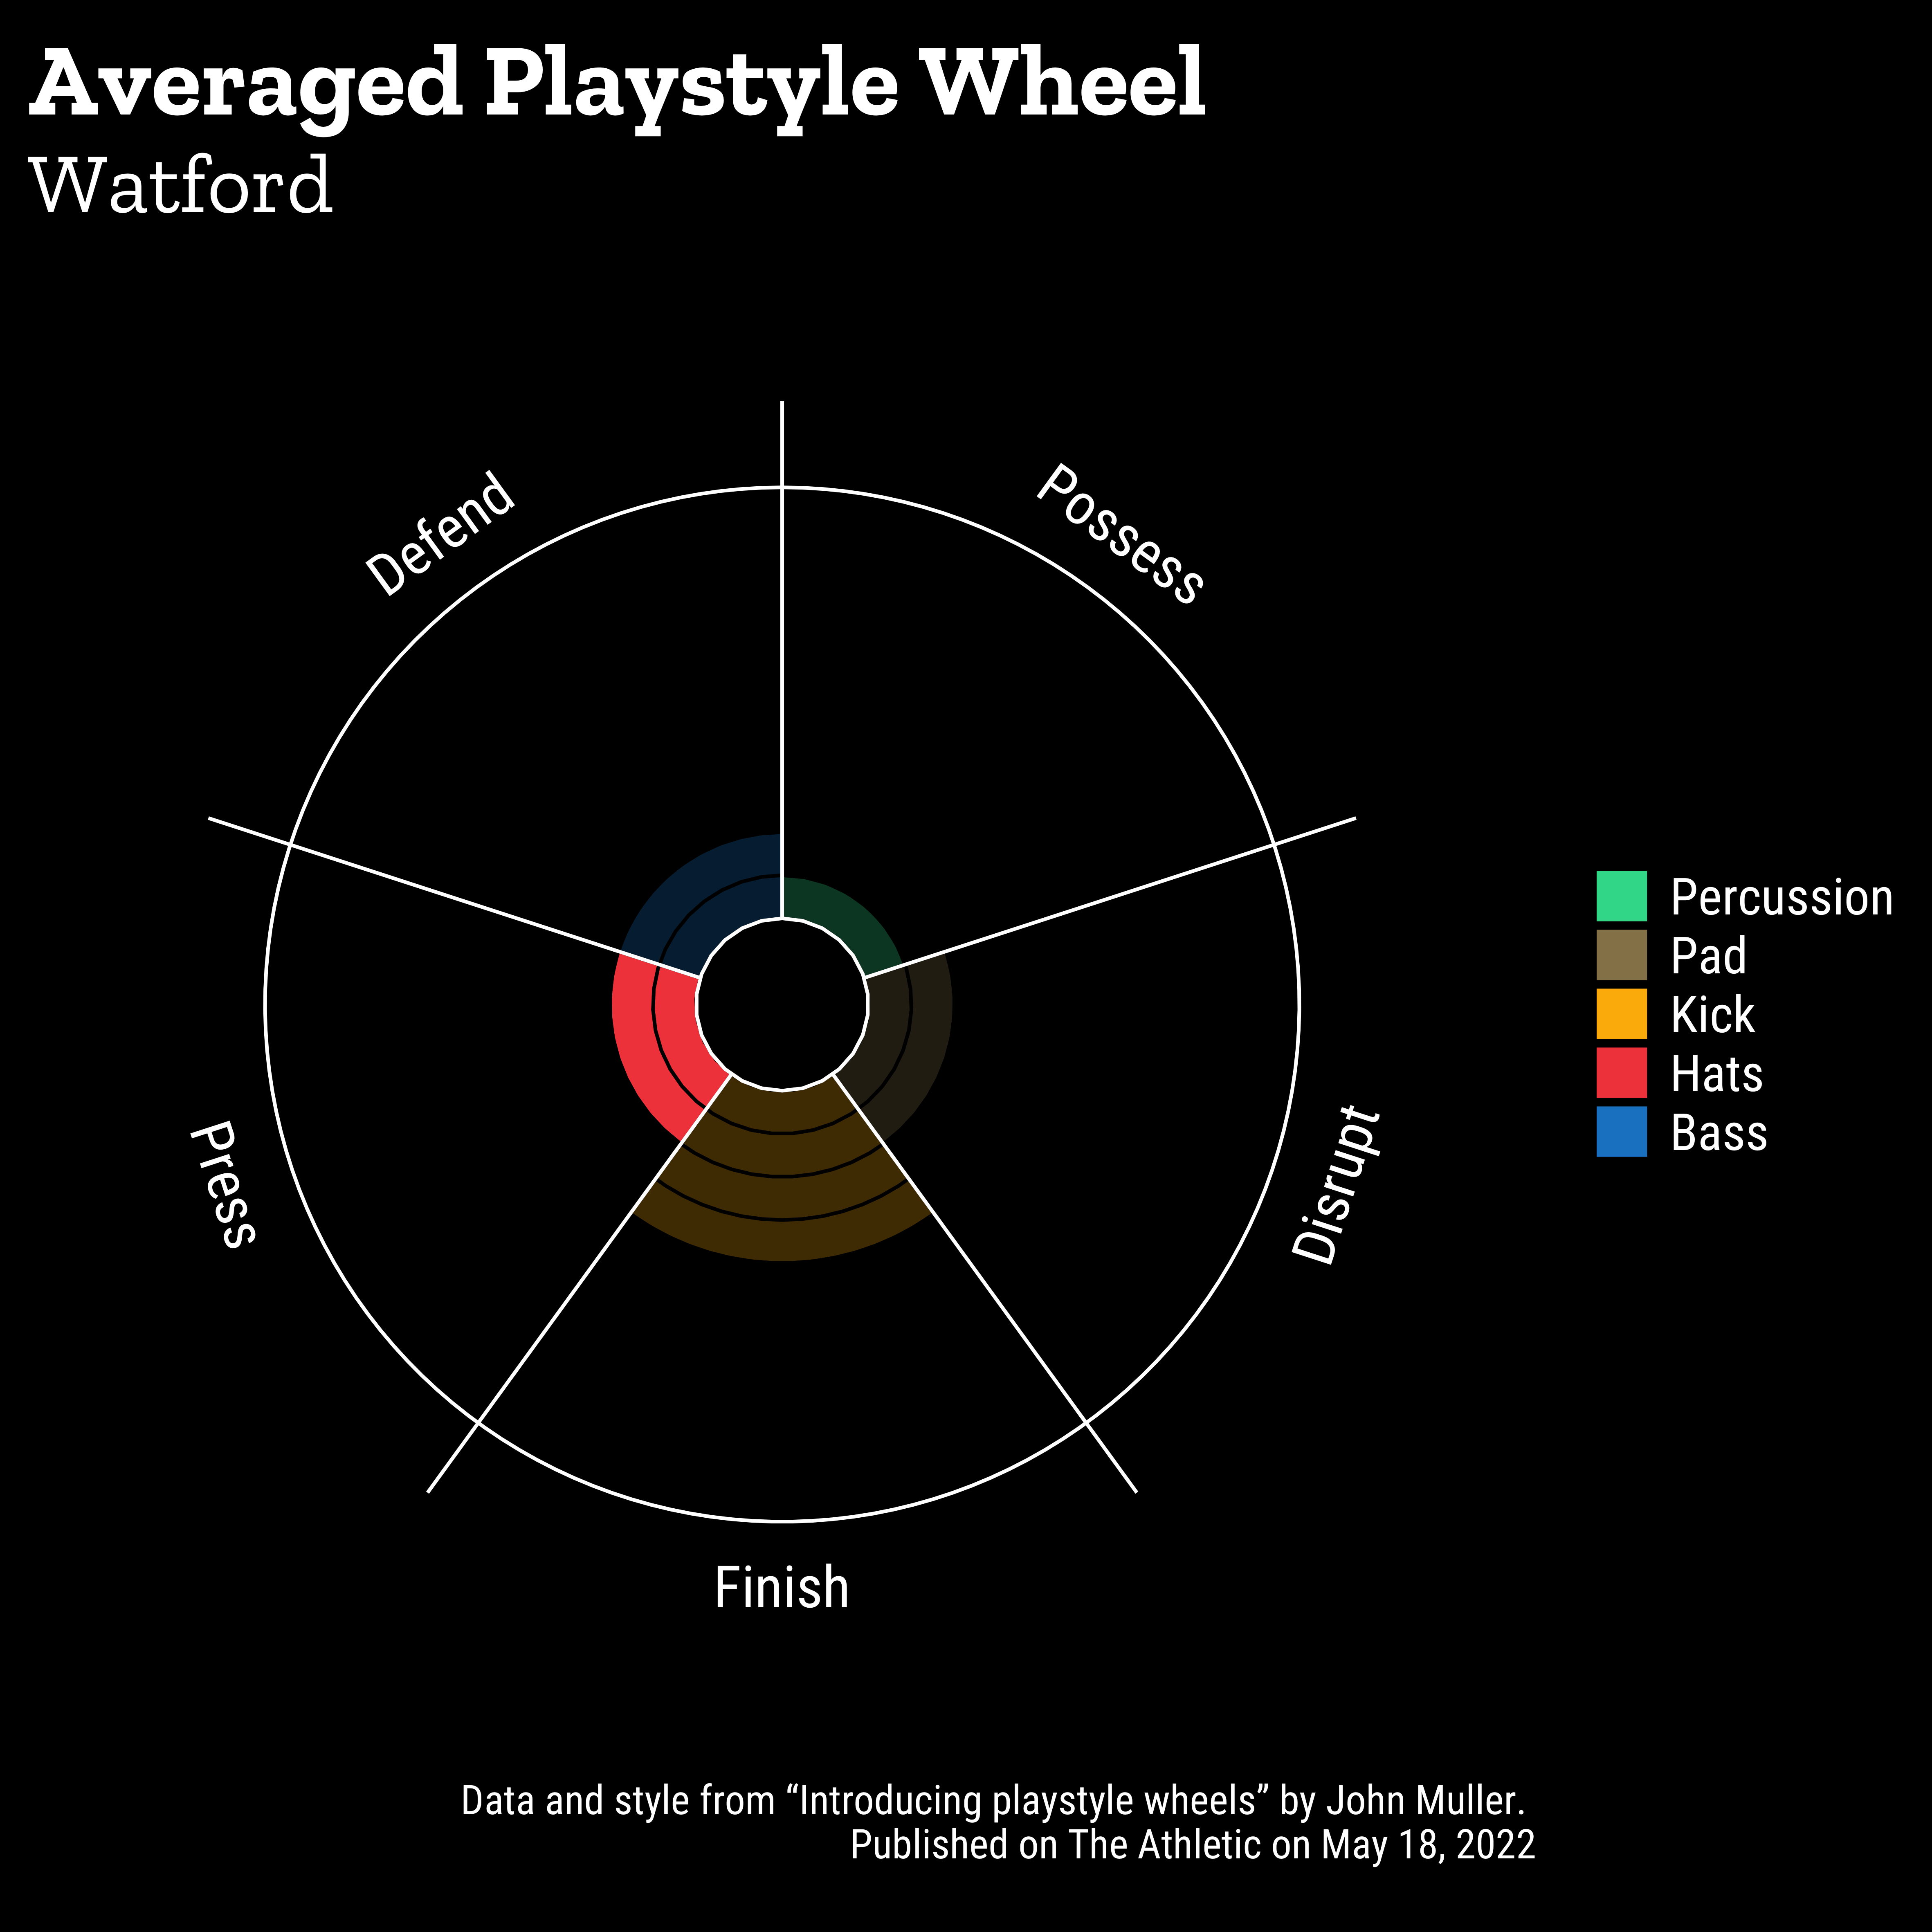 Averaged Playstyle Wheel
Watford
Defend
Possess
Press
Disrupt
Finish
Percussion
Pad
Kick
Hats
Bass
Data and style from “Introducing playstyle wheels” by John Muller.
Published on The Athletic on May 18, 2022